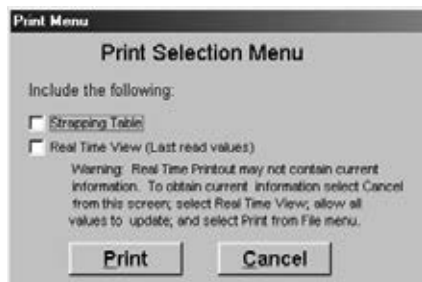 Print Menu
Print Selection Menu
Include the following:
Strapping Table
Real Time View (Last read values)
Warning: Real Time Printout may not contain current
information. To obtain current information select Cancel
from this screen; select Real Time View; allow all
values to update; and select Print from File menu.
Print Cancel